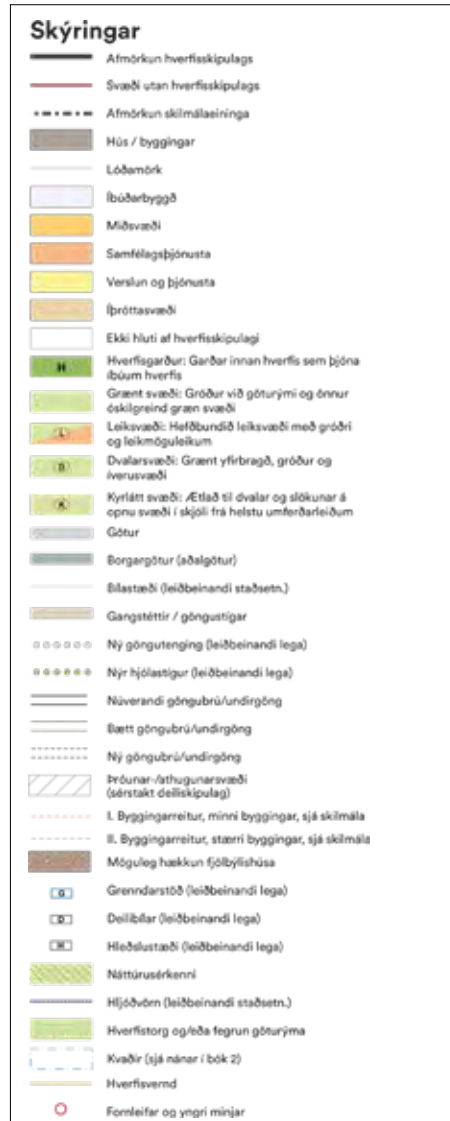 Skýringar
Afmörkun hverfisskipulags
Svæði utan hverfisskipulags
Afmörkun skilmálaeininga
Hús / byggingar
Lóðamörk
Íbúðarbyggð
Miðsvæði
Samfélagsþjónusta
Verslun og þjónusta
Íþróttasvæði
Ekki hluti af hverfisskipulagi
H
Hverfisgarður: Garðar innan hverfis sem þjóna
íbúum hverfis
Grænt svæði: Gróður við göturými og önnur
óskilgreind græn svæði
L
Leiksvæði: Hefðbundið leiksvæði með gróðri
og leikmöguleikum
D
Dvalarsvæði: Grænt yfirbragð, gróður og
íverusvæði
K
Kyrlátt svæði: Ætlað til dvalar og slökunar á
opnu svæði í skjóli frá helstu umferðarleiðum
Götur
Borgargötur (aðalgötur)
Bílastæði (leiðbeinandi staðsetn.)
Gangstéttir / göngustígar
Ný göngutenging (leiðbeinandi lega)
Nýr hjólastígur (leiðbeinandi lega)
Núverandi göngubrú/undirgöng
Bætt göngubrú/undirgöng
Ný göngubrú/undirgöng
Þróunar-/athugunarsvæði
(sérstakt deiliskipulag)
I. Byggingarreitur, minni byggingar, sjá skilmála
II. Byggingarreitur, stærri byggingar, sjá skilmála
Möguleg hækkun fjölbýlishúsa
G
Grenndarstöð (leiðbeinandi lega)
D
Deilibílar (leiðbeinandi lega)
H
Hleðslustæði (leiðbeinandi lega)
Náttúrusérkenni
Hljóðvörn (leiðbeinandi staðsetn.)
Hverfistorg og/eða fegrun göturýma
Kvaðir (sjá nánar í bók 2)
Hverfisvernd
Fornleifar og yngri minjar